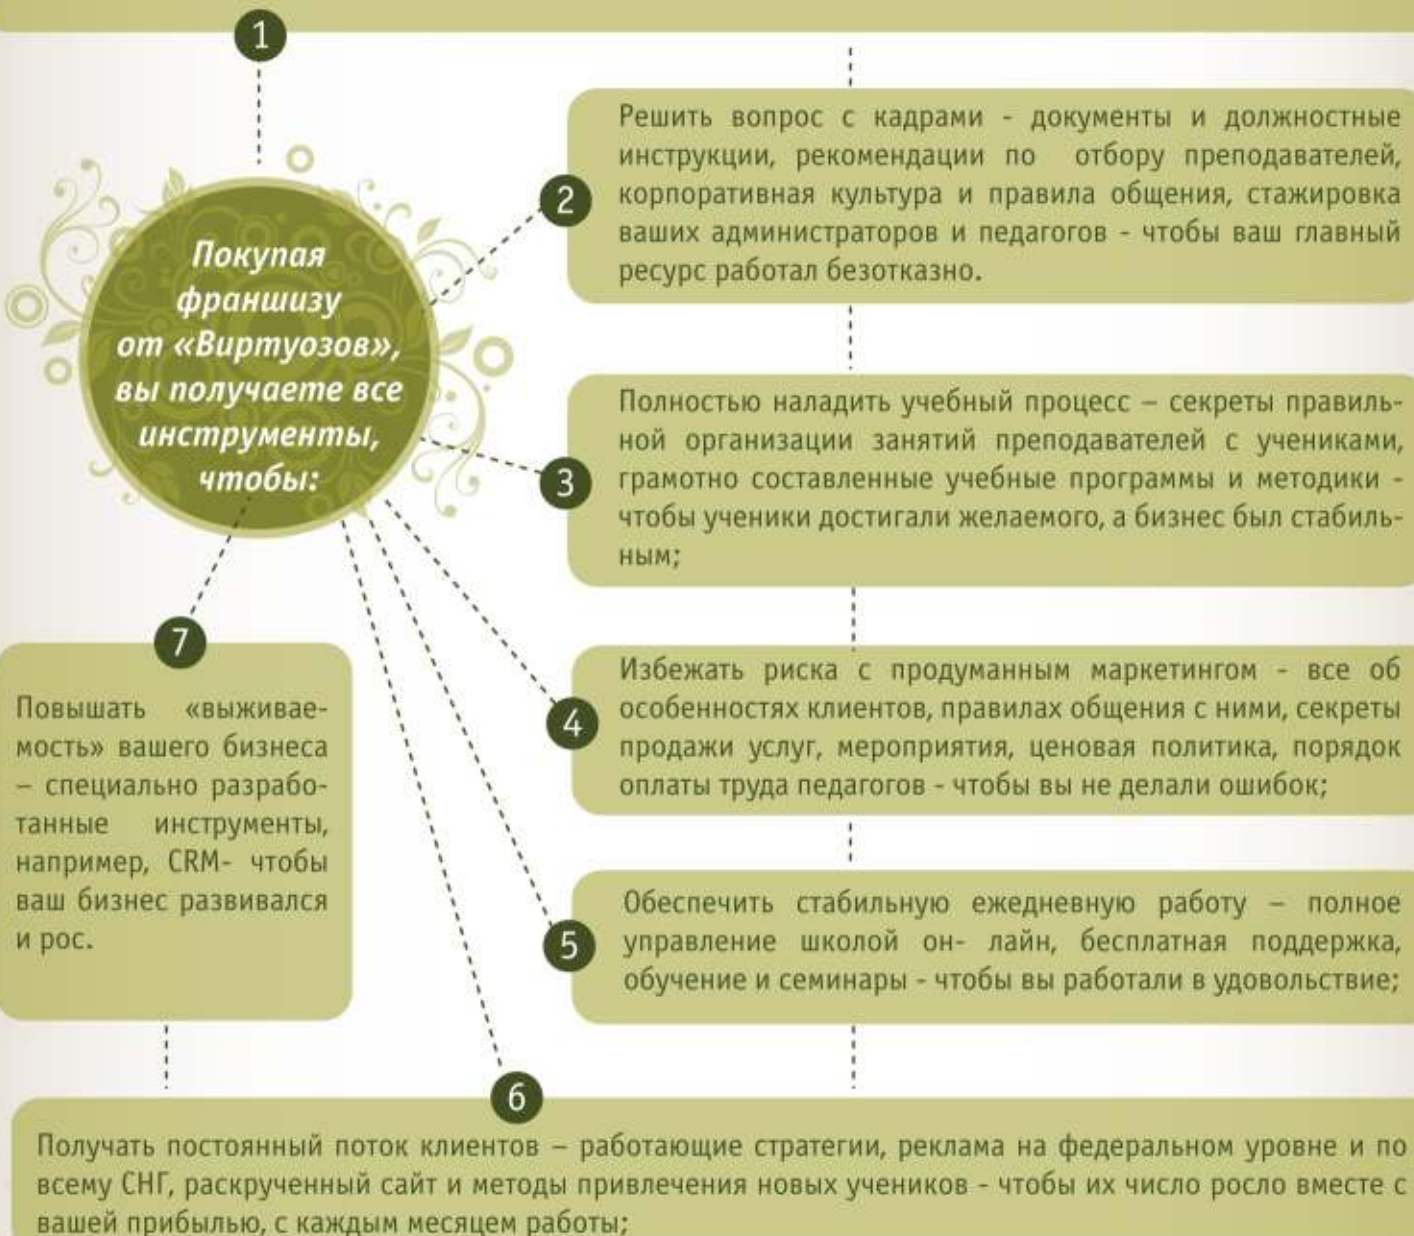 1
Покупая
франшизу
от «Виртуозов»,
вы получаете все
инструменты,
чтобы:
2
Решить вопрос с кадрами - документы и должностные
инструкции, рекомендации по отбору преподавателей,
корпоративная культура и правила общения, стажировка
ваших администраторов и педагогов - чтобы ваш главный
ресурс работал безотказно.
3
Полностью наладить учебный процесс – секреты правиль-
ной организации занятий преподавателей с учениками,
грамотно составленные учебные программы и методики -
чтобы ученики достигали желаемого, а бизнес был стабиль-
ным;
4
Избежать риска с продуманным маркетингом - все об
особенностях клиентов, правилах общения с ними, секреты
продажи услуг, мероприятия, ценовая политика, порядок
оплаты труда педагогов - чтобы вы не делали ошибок;
5
Обеспечить стабильную ежедневную работу – полное
управление школой он- лайн, бесплатная поддержка,
обучение и семинары - чтобы вы работали в удовольствие;
6
Получать постоянный поток клиентов – работающие стратегии, реклама на федеральном уровне и по
всему СНГ, раскрученный сайт и методы привлечения новых учеников - чтобы их число росло вместе с
вашей прибылью, с каждым месяцем работы;
7
Повышать «выживае-
мость» вашего бизнеса
– специально разрабо-
танные инструменты,
например, CRM- чтобы
ваш бизнес развивался
и рос.